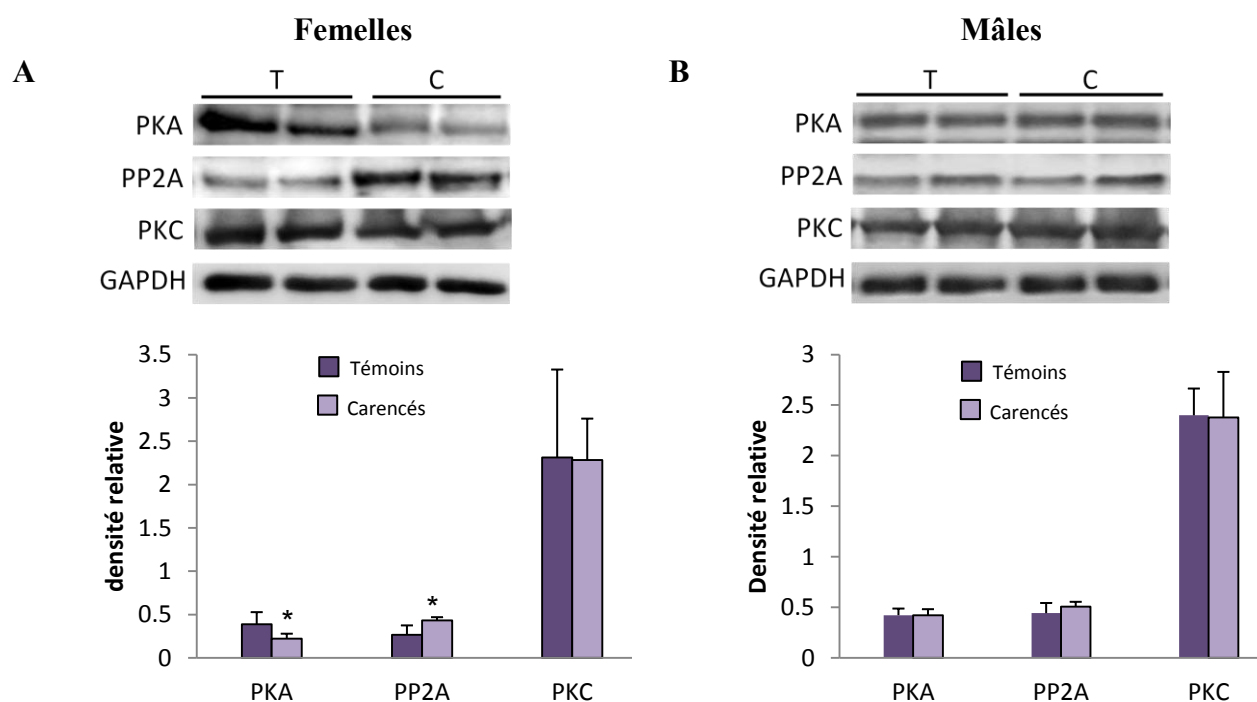 Femelles
A
T C
PKA
PP2A
PKC
GAPDH
3.5
3
2.5
2
1.5
1
0.5
0
densité relative
Témoins
Carencés
*
*
PKA PP2A PKC
Mâles
B
T C
PKA
PP2A
PKC
GAPDH
3
2.5
2
1.5
1
0.5
0
Densité relative
Témoins
Carencés
PKA PP2A PKC